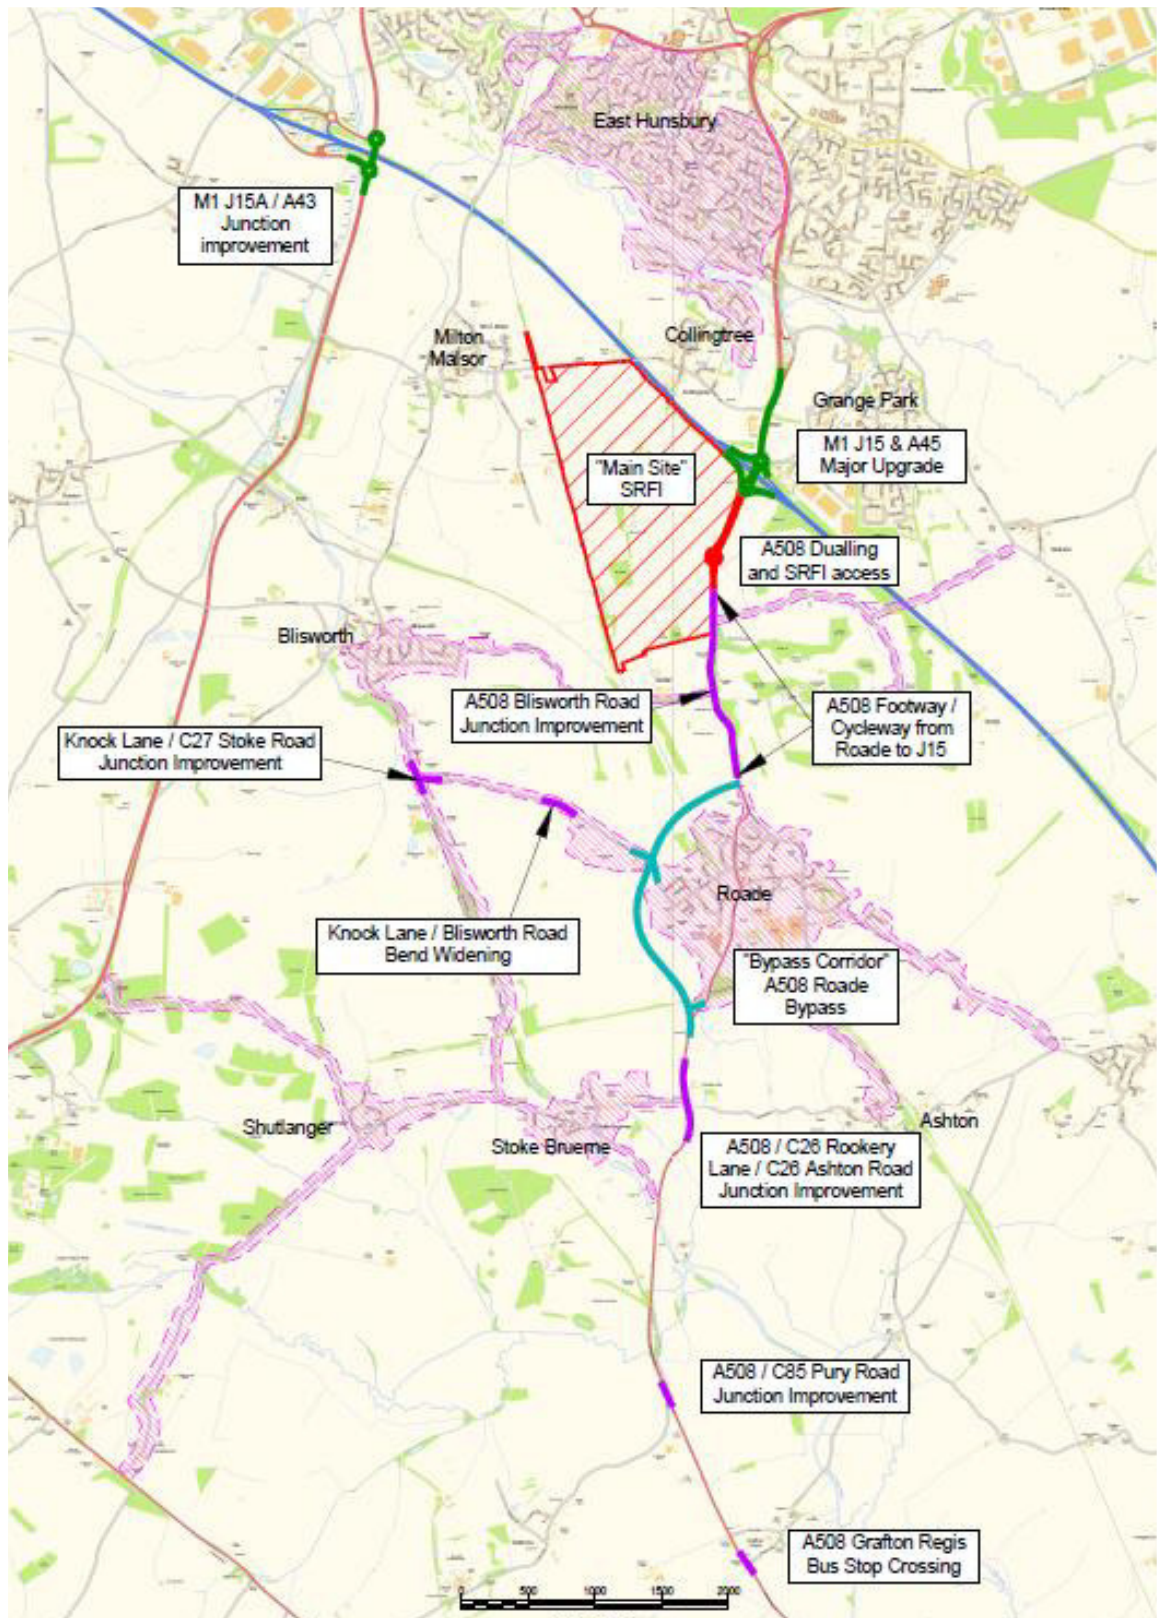 East Hunsbury
M1 J15A / A43
Junction
improvement
Milton
Malsor
Collingtree
Grange Park
M1 J15 & A45
Major Upgrade
"Main Site"
SRFI
A508 Dualling
and SRFI access
Blisworth
A508 Blisworth Road
Junction Improvement
A508 Footway /
Cycleway from
Roade to J15
Knock Lane / C27 Stoke Road
Junction Improvement
Roade
Knock Lane / Blisworth Road
Bend Widening
"Bypass Corridor"
A508 Roade
Bypass
Shutlanger
Stoke Bruerne
Ashton
A508 / C26 Rookery
Lane / C26 Ashton Road
Junction Improvement
A508 / C85 Pury Road
Junction Improvement
A508 Grafton Regis
Bus Stop Crossing
0 500 1000 1500 2000